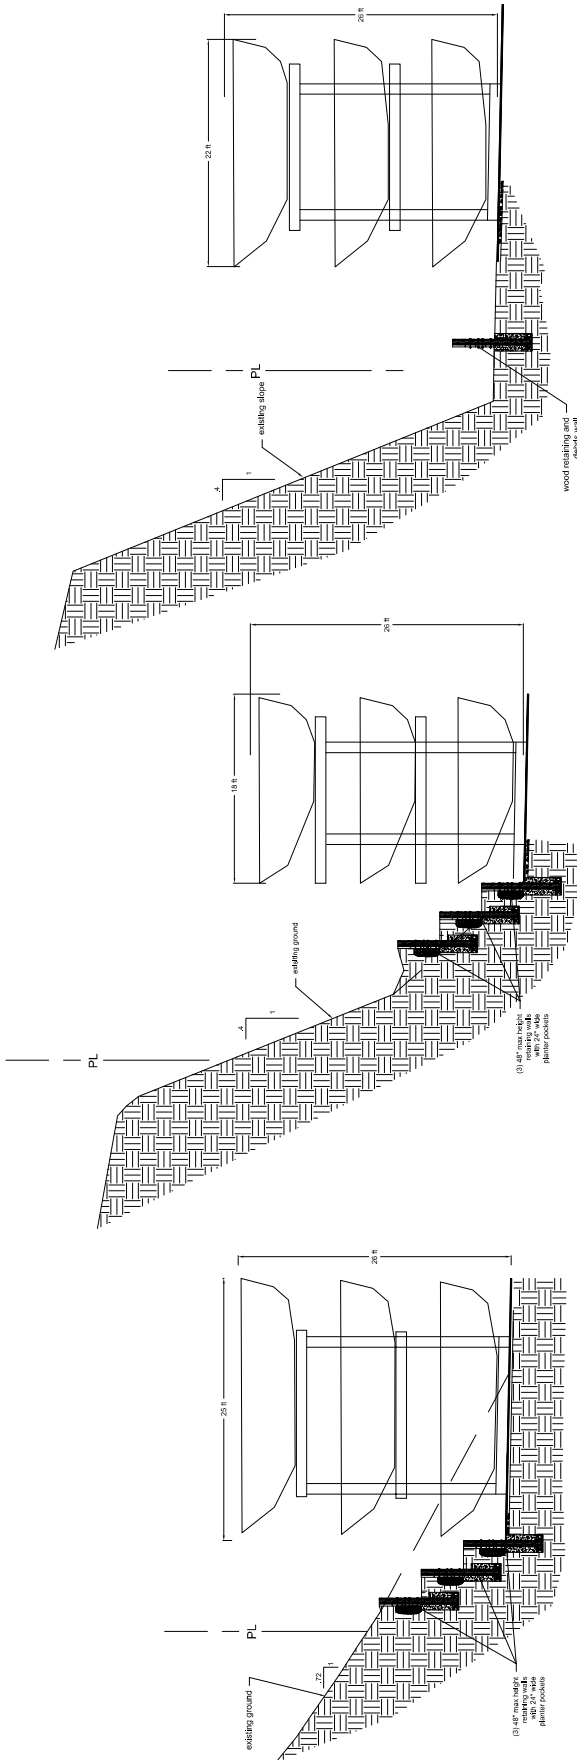 26 ft
22 ft
PL
existing slope
.4
1
wood retaining and
debris wall
26 ft
18 ft
existing ground
.4
1
PL
(3) 48" max height
retaining walls
with 24" wide
planter pockets
26 ft
25 ft
PL
.72
1
existing ground
(3) 48" max height
retaining walls
with 24" wide
planter pockets